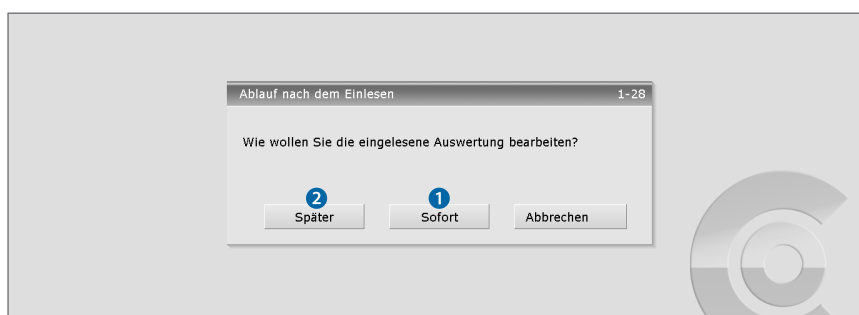 Ablauf nach dem Einlesen 1-28
Wie wollen Sie die eingelesene Auswertung bearbeiten?
2 1
Später Sofort Abbrechen